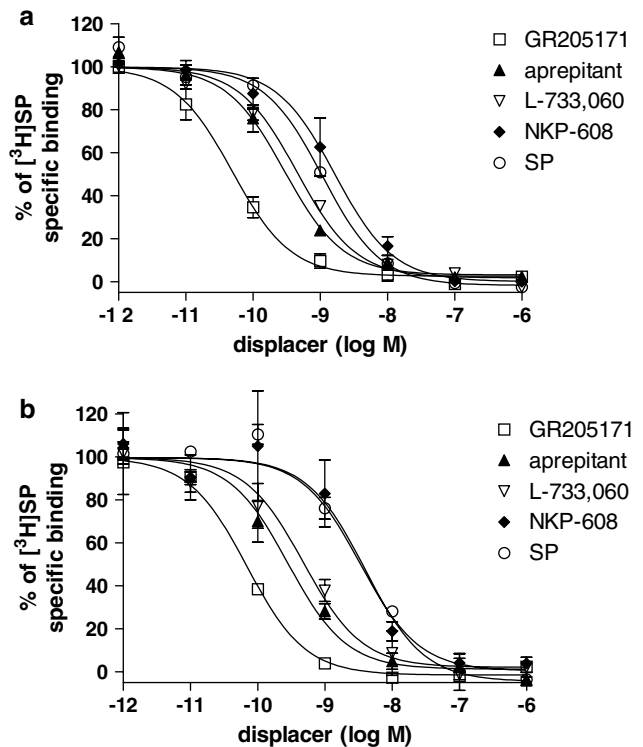 a
120
100
80
60
40
20
0
% of [³H]SP
specific binding
-1 2
-11
-10
-9
-8
-7
-6
displacer (log M)
GR205171
aprepitant
L-733,060
NKP-608
SP
b
120
100
80
60
40
20
0
% of [³H]SP
specific binding
-12
-11
-10
-9
-8
-7
-6
displacer (log M)
GR205171
aprepitant
L-733,060
NKP-608
SP